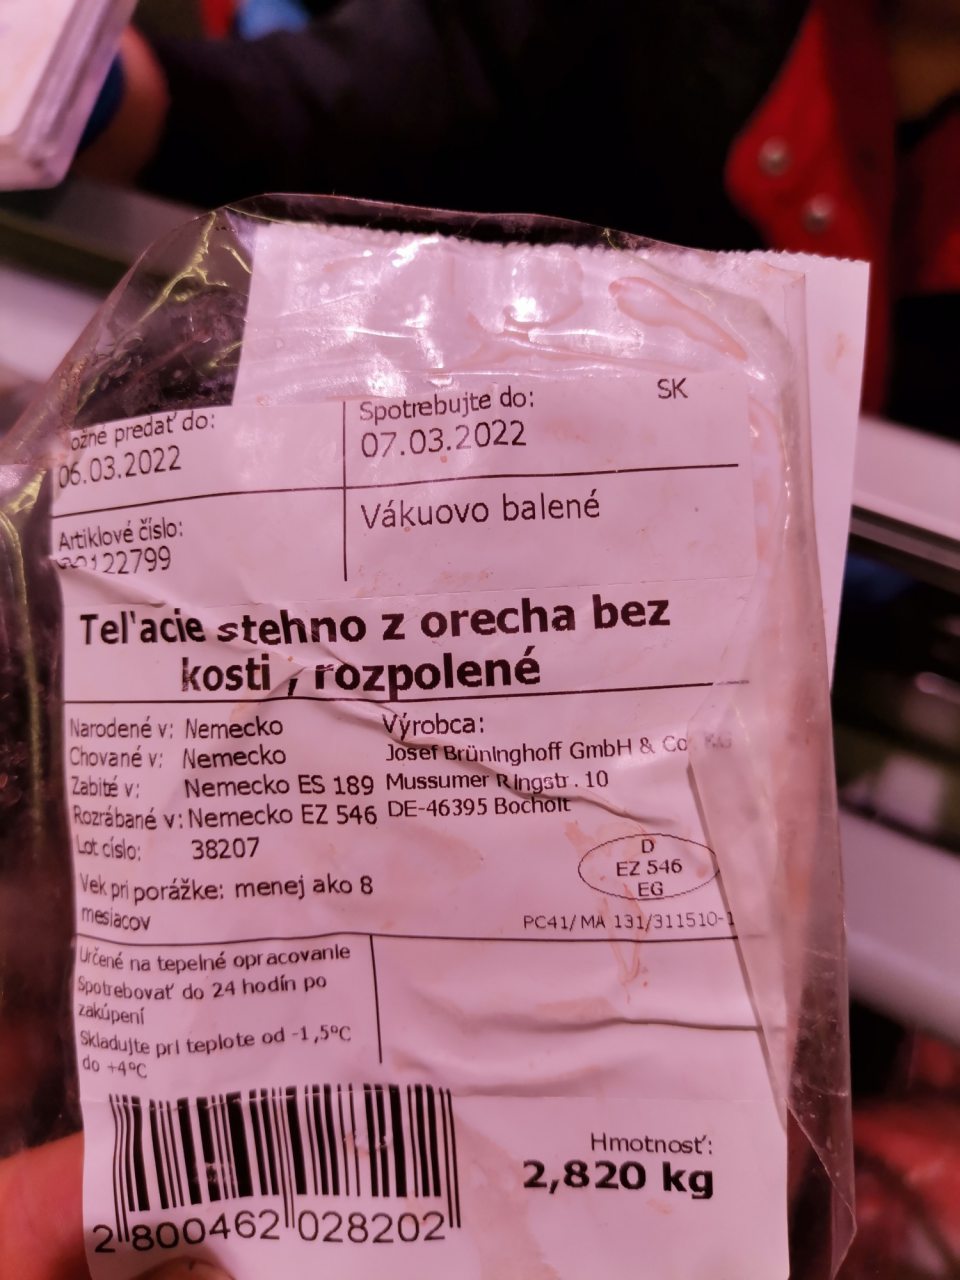 predať do:
06.03.2022
Spotrebujte do:
07.03.2022
SK
Artiklové číslo:
Vákuovo balené
Tel'acie stehno z orecha bez
kosti , rozpolené
Narodené v: Nemecko
Chované v: Nemecko
Zabité v: Nemecko ES 189
Rozrábané v: Nemecko EZ 546
Lot číslo: 38207
Vek pri porážke: menej ako 8
mesiacov
Výrobca:
Josef Brüninghoff GmbH & Co KG
Mussumer Ringstr . 10
DE-46395 Bocholt
D
EZ 546
EG
PC41/ MA 131/311510-1
Určené na tepelné opracovanie
Spotrebovať do 24 hodín po
zakúpení
Skladujte pri teplote od -1,5°C
do +4°C
Hmotnosť:
2,820 kg
2 800462 028202